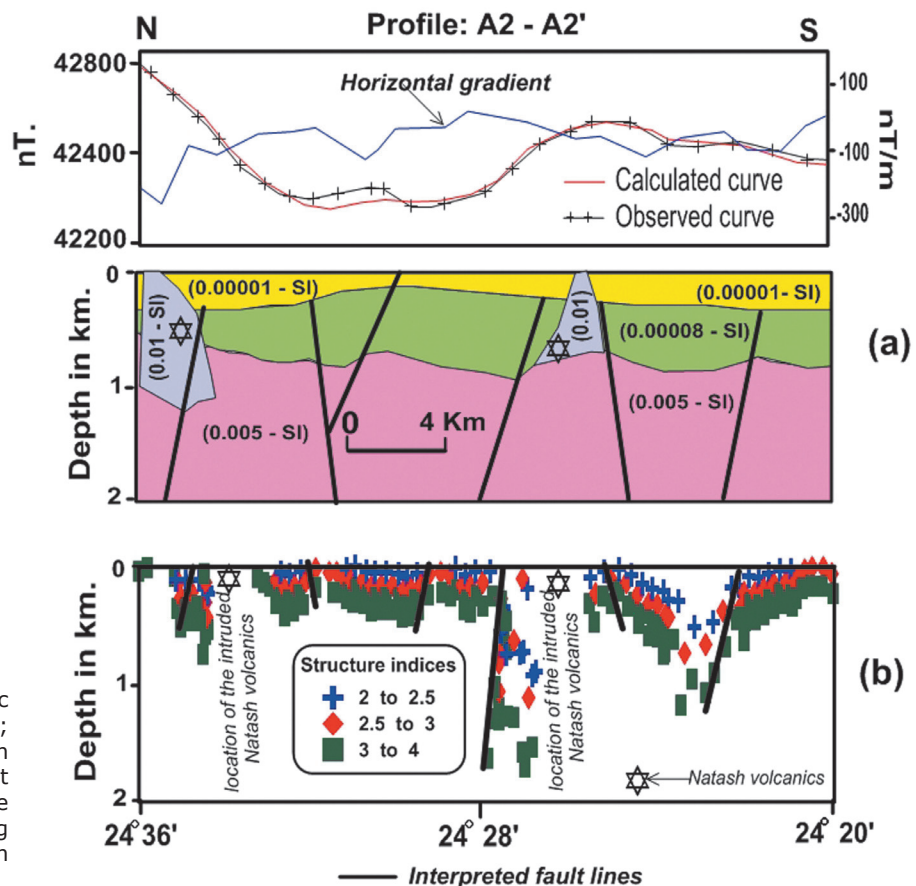 Profile: A2 - A2'
N
S
42800
42400
42200
nT.
Horizontal gradient
100
-100
-300
nT/m
Calculated curve
Observed curve
0
1
2
Depth in km.
(0.00001 - SI)
(0.00001- SI)
(0.01 - SI)
(0.01)
(0.00008 - SI)
(0.005 - SI)
(0.005 - SI)
0 4 Km
(a)
0
1
2
Depth in km.
location of the intruded
Natash volcanics
Structure indices
2 to 2.5
2.5 to 3
3 to 4
location of the intruded
Natash volcanics
Natash volcanics
(b)
24° 36'
24° 28'
24° 20'
Interpreted fault lines
c
;
n
t
e
g
n